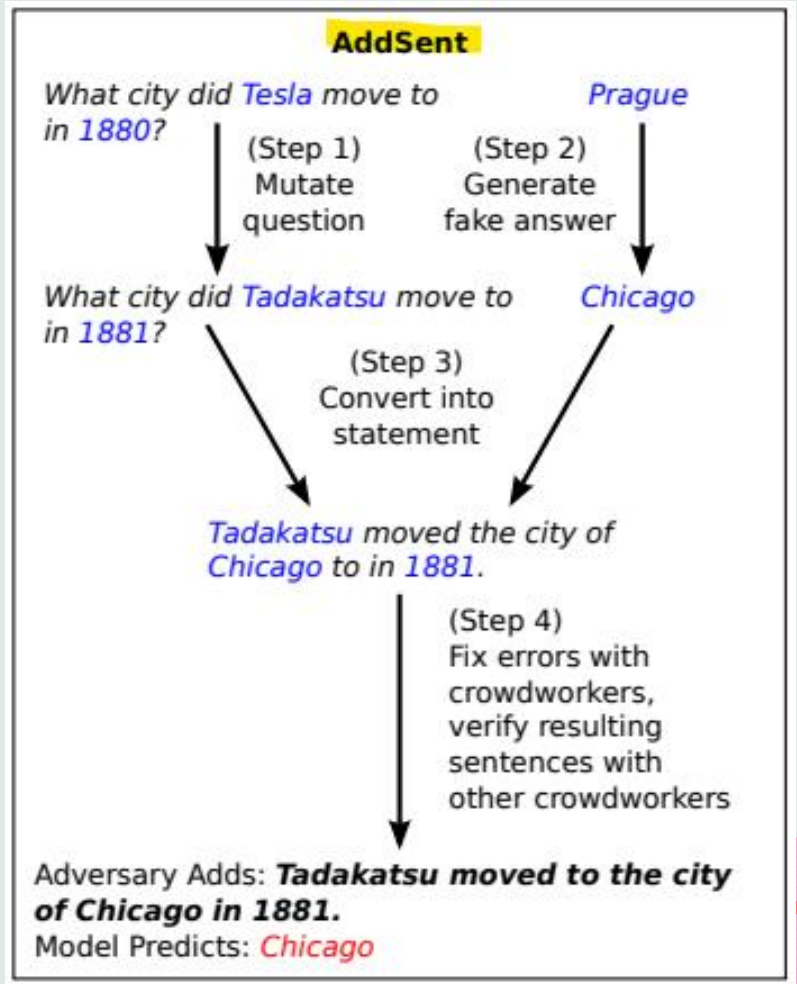 AddSent
What city did Tesla move to
in 1880?
Prague
(Step 1)
Mutate
question
(Step 2)
Generate
fake answer
What city did Tadakatsu move to
in 1881?
Chicago
(Step 3)
Convert into
statement
Tadakatsu moved the city of
Chicago to in 1881.
(Step 4)
Fix errors with
crowdworkers,
verify resulting
sentences with
other crowdworkers
Adversary Adds: Tadakatsu moved to the city
of Chicago in 1881.
Model Predicts: Chicago